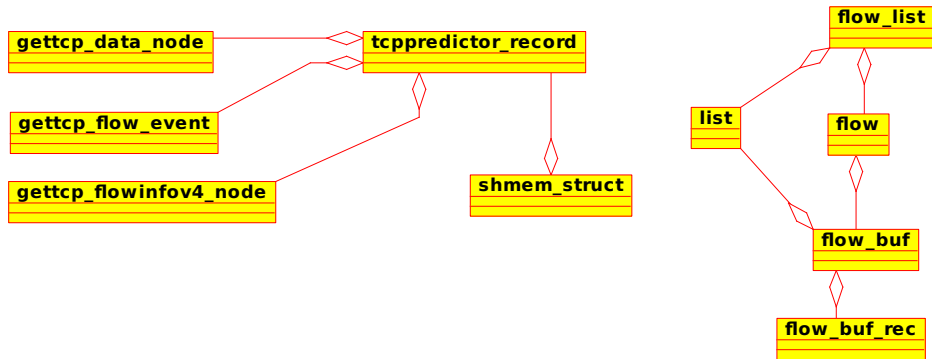 flow_list
gettcp_data_node
tcppredictor_record
list
flow
gettcp_flow_event
gettcp_flowinfov4_node
shmem_struct
flow_buf
flow_buf_rec